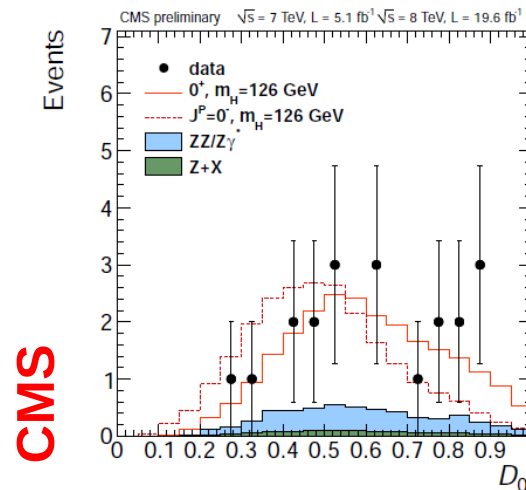 CMS preliminary √s = 7 TeV, L = 5.1 fb⁻¹ √s = 8 TeV, L = 19.6 fb⁻¹
Events
7
6
5
4
3
2
1
0
data
0⁺, m_H=126 GeV
J^P=0⁻, m_H=126 GeV
ZZ/Zγ*
Z+X
CMS
0 0.1 0.2 0.3 0.4 0.5 0.6 0.7 0.8 0.9
D₀